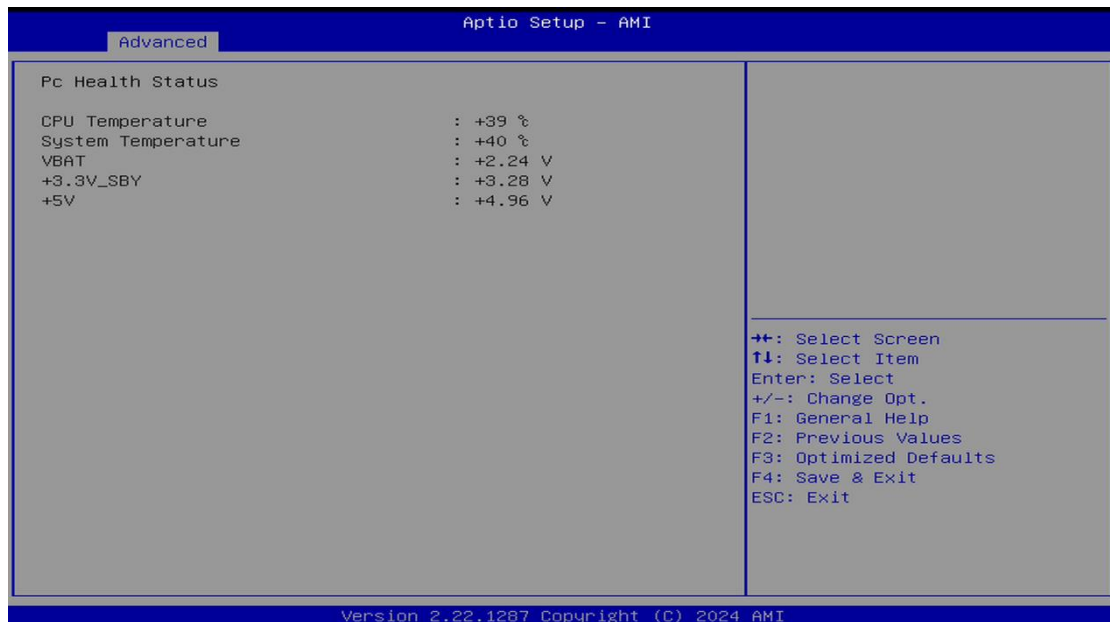 Aptio Setup – AMI
Advanced
Pc Health Status
CPU Temperature : +39 ℃
System Temperature : +40 ℃
VBAT : +2.24 V
+3.3V_SBY : +3.28 V
+5V : +4.96 V
→←: Select Screen
↑↓: Select Item
Enter: Select
+/-: Change Opt.
F1: General Help
F2: Previous Values
F3: Optimized Defaults
F4: Save & Exit
ESC: Exit
Version 2.22.1287 Copyright (C) 2024 AMI